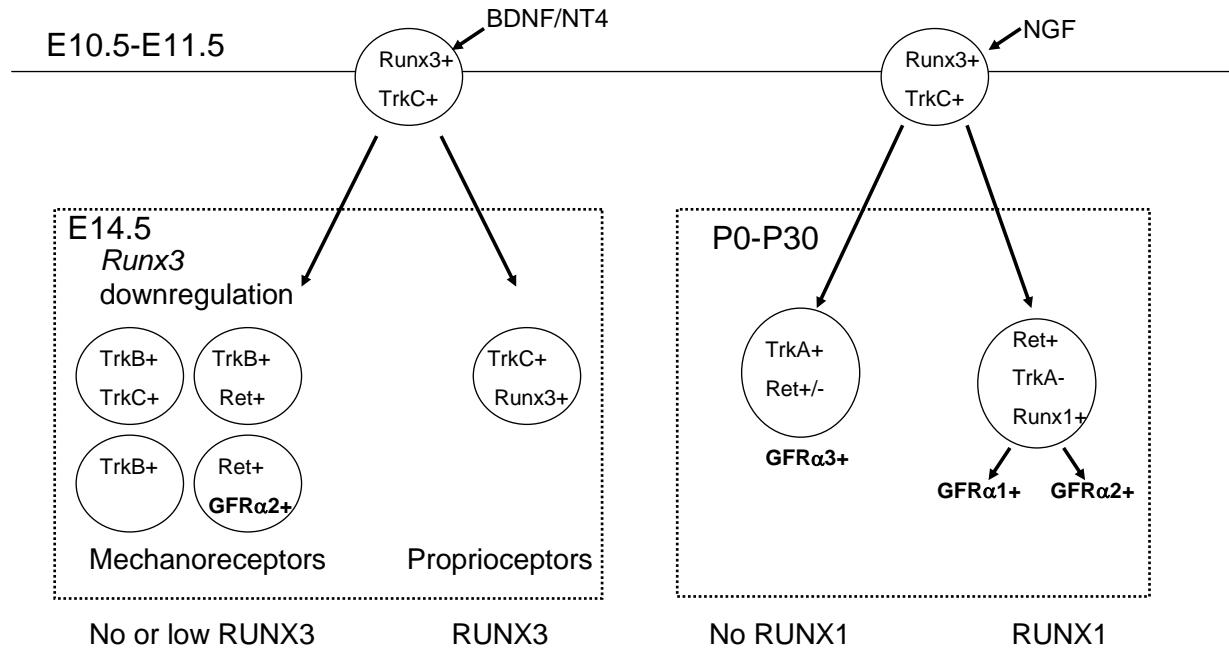 E10.5-E11.5
BDNF/NT4
Runx3+
TrkC+
NGF
Runx3+
TrkC+
E14.5
Runx3
downregulation
TrkB+
TrkC+
TrkB+
Ret+
TrkB+
Ret+
GFRα2+
Mechanoreceptors
TrkC+
Runx3+
Proprioceptors
No or low RUNX3
RUNX3
P0-P30
TrkA+
Ret+/-
GFRα3+
Ret+
TrkA-
Runx1+
GFRα1+
GFRα2+
No RUNX1
RUNX1